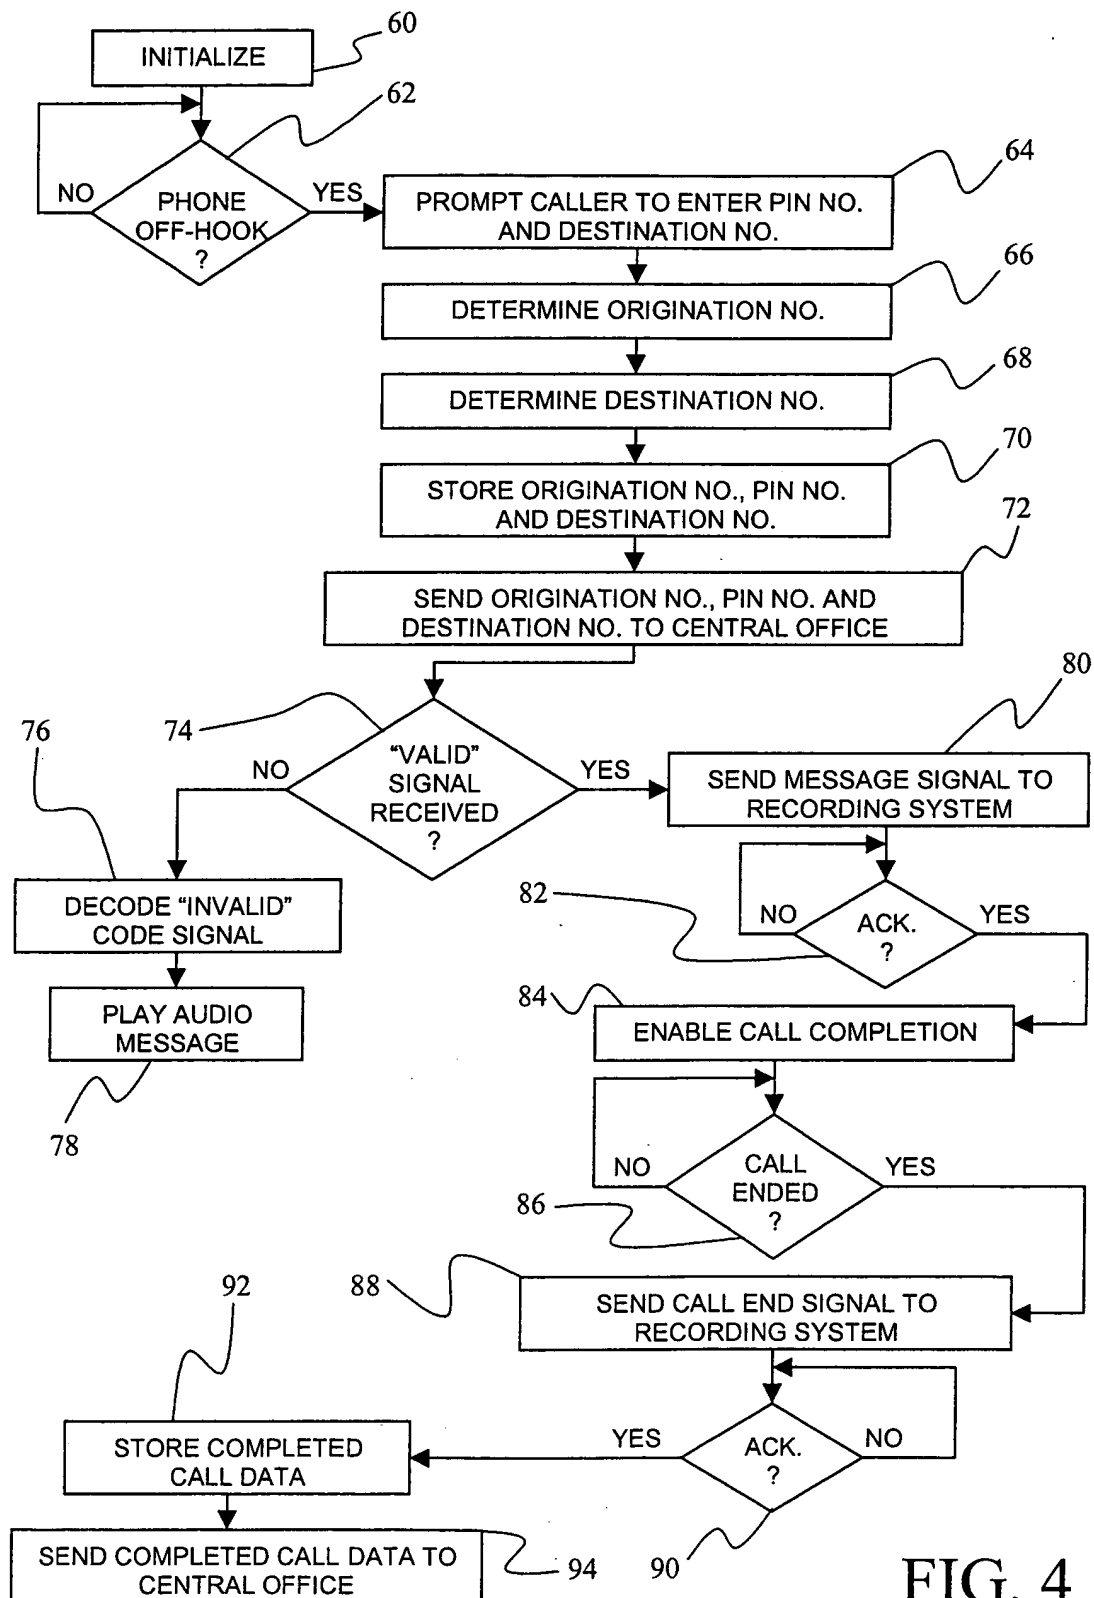 60
INITIALIZE
62
NO
PHONE
OFF-HOOK
?
YES
64
PROMPT CALLER TO ENTER PIN NO.
AND DESTINATION NO.
66
DETERMINE ORIGINATION NO.
68
DETERMINE DESTINATION NO.
70
STORE ORIGINATION NO., PIN NO.
AND DESTINATION NO.
72
SEND ORIGINATION NO., PIN NO. AND
DESTINATION NO. TO CENTRAL OFFICE
74
NO
“VALID”
SIGNAL
RECEIVED
?
YES
76
DECODE “INVALID”
CODE SIGNAL
PLAY AUDIO
MESSAGE
78
80
SEND MESSAGE SIGNAL TO
RECORDING SYSTEM
82
NO
ACK.
?
YES
84
ENABLE CALL COMPLETION
NO
CALL
ENDED
?
YES
86
88
SEND CALL END SIGNAL TO
RECORDING SYSTEM
YES
ACK.
?
NO
90
92
STORE COMPLETED
CALL DATA
SEND COMPLETED CALL DATA TO
CENTRAL OFFICE
94
FIG. 4